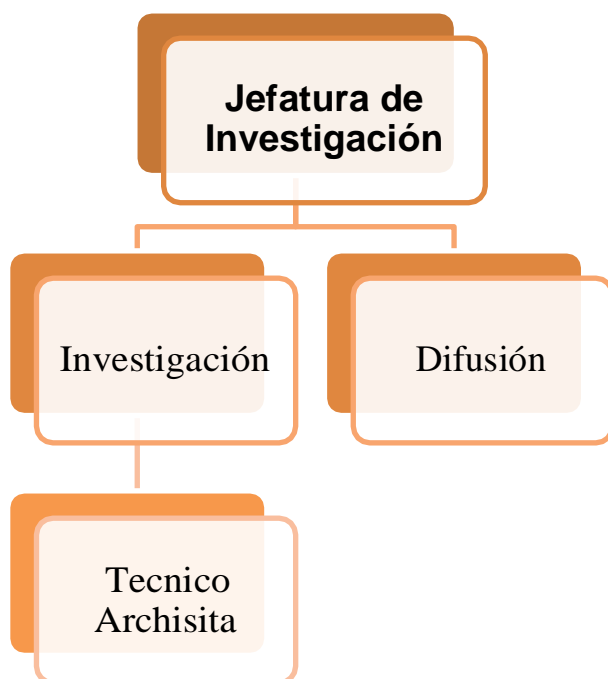 Jefatura de
Investigación
Investigación
Difusión
Tecnico
Archisita